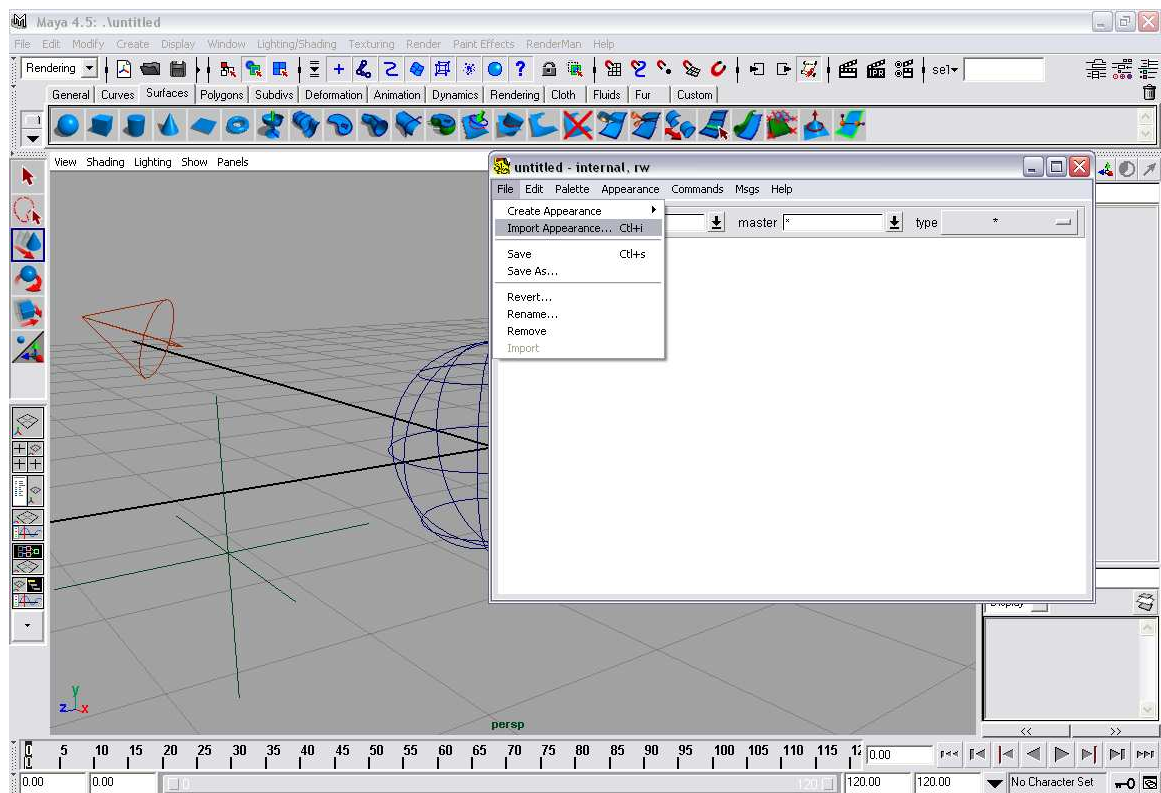 Maya 4.5: .\untitled
File Edit Modify Create Display Window Lighting/Shading Texturing Render Paint Effects RenderMan Help
Rendering
sel
General Curves Surfaces Polygons Subdivs Deformation Animation Dynamics Rendering Cloth Fluids Fur Custom
View Shading Lighting Show Panels
untitled - internal, rw
File Edit Palette Appearance Commands Msgs Help
Create Appearance
Import Appearance... Ctl+i
Save Ctl+s
Save As...
Revert...
Rename...
Remove
Import
master * type *
y
z x
persp
<< >>
0 5 10 15 20 25 30 35 40 45 50 55 60 65 70 75 80 85 90 95 100 105 110 115 12 0.00
0.00 0.00 0 120 120.00 120.00 No Character Set